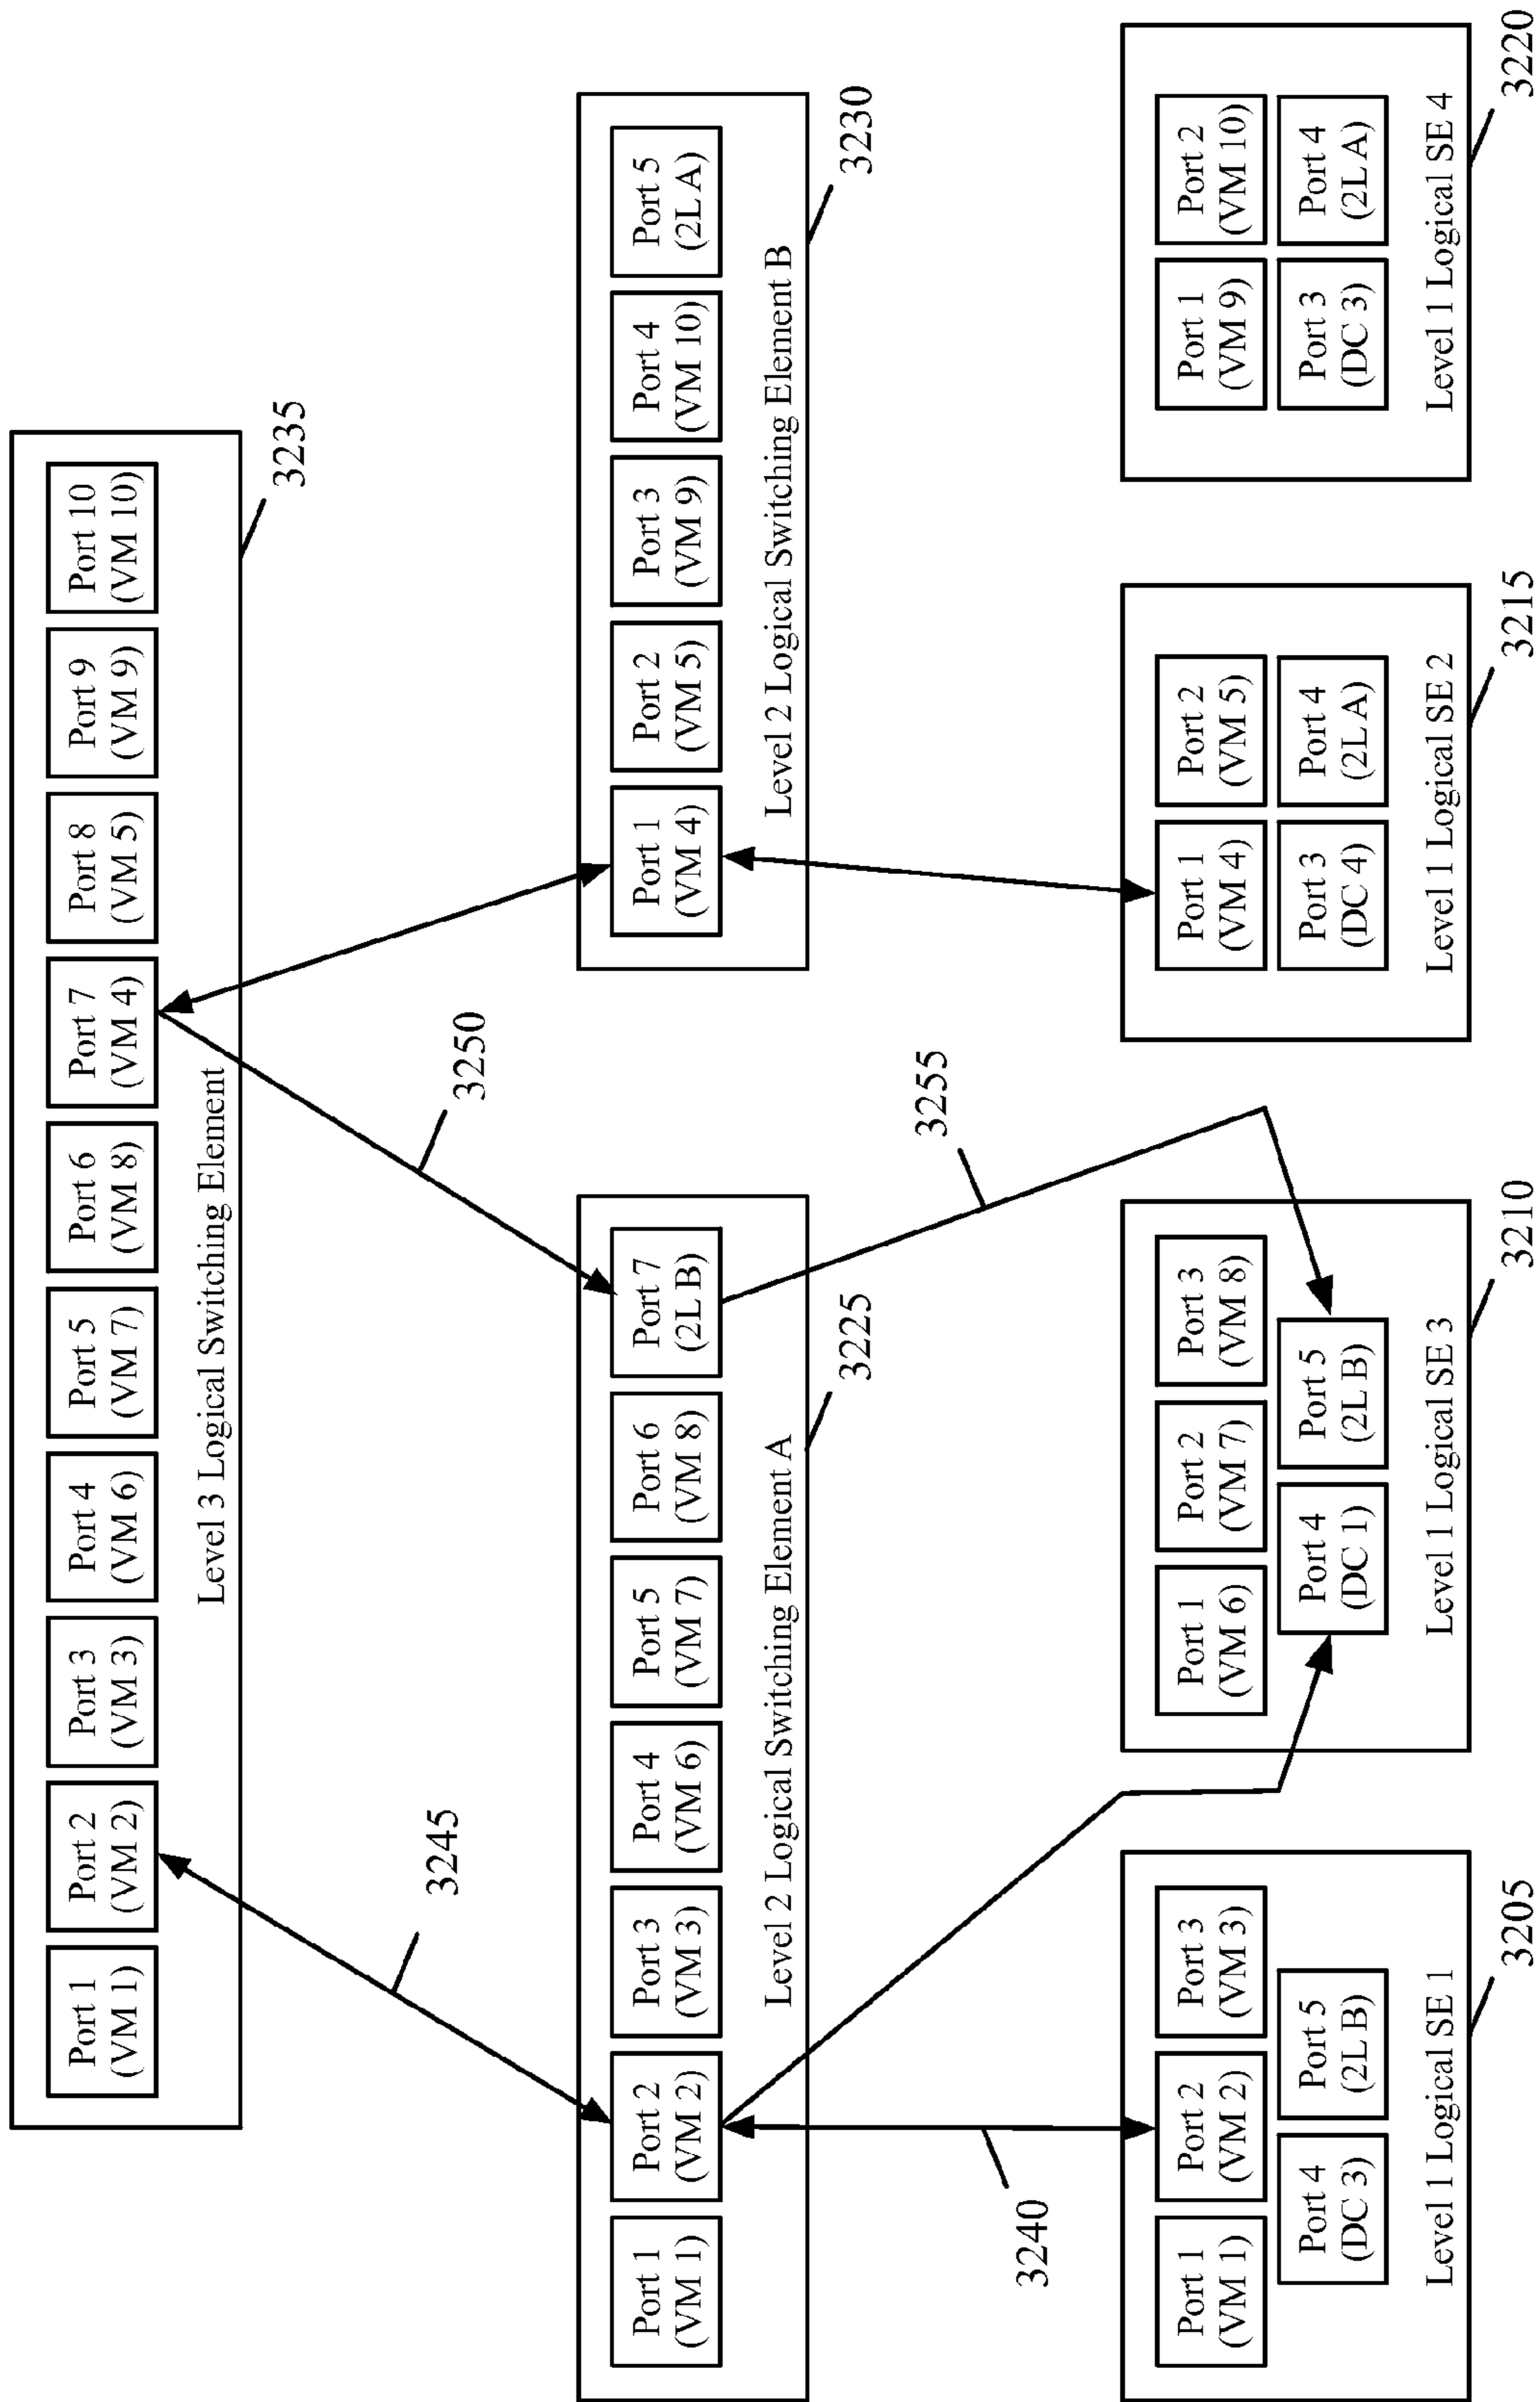 Port 1
(VM 1)
Port 2
(VM 2)
Port 3
(VM 3)
Port 4
(VM 6)
Port 5
(VM 7)
Port 6
(VM 8)
Port 7
(VM 4)
Port 8
(VM 5)
Port 9
(VM 9)
Port 10
(VM 10)
Level 3 Logical Switching Element
3235
3245
3250
Port 1
(VM 1)
Port 2
(VM 2)
Port 3
(VM 3)
Port 4
(VM 6)
Port 5
(VM 7)
Port 6
(VM 8)
Port 7
(2L B)
Level 2 Logical Switching Element A
3225
Port 1
(VM 4)
Port 2
(VM 5)
Port 3
(VM 9)
Port 4
(VM 10)
Port 5
(2L A)
Level 2 Logical Switching Element B
3230
3240
3255
Port 1
(VM 1)
Port 2
(VM 2)
Port 3
(VM 3)
Port 4
(DC 3)
Port 5
(2L B)
Level 1 Logical SE 1
3205
Port 1
(VM 6)
Port 2
(VM 7)
Port 3
(VM 8)
Port 4
(DC 1)
Port 5
(2L B)
Level 1 Logical SE 3
3210
Port 1
(VM 4)
Port 2
(VM 5)
Port 3
(DC 4)
Port 4
(2L A)
Level 1 Logical SE 2
3215
Port 1
(VM 9)
Port 2
(VM 10)
Port 3
(DC 3)
Port 4
(2L A)
Level 1 Logical SE 4
3220